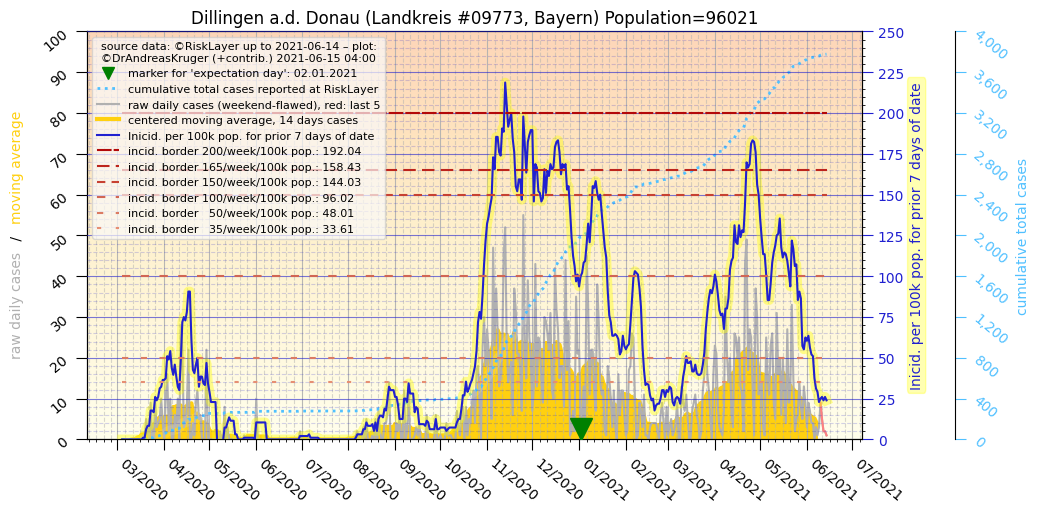 Dillingen a.d. Donau (Landkreis #09773, Bayern) Population=96021
source data: ©RiskLayer up to 2021-06-14 – plot:
©DrAndreasKruger (+contrib.) 2021-06-15 04:00
marker for 'expectation day': 02.01.2021
cumulative total cases reported at RiskLayer
raw daily cases (weekend-flawed), red: last 5
centered moving average, 14 days cases
Inicid. per 100k pop. for prior 7 days of date
incid. border 200/week/100k pop.: 192.04
incid. border 165/week/100k pop.: 158.43
incid. border 150/week/100k pop.: 144.03
incid. border 100/week/100k pop.: 96.02
incid. border   50/week/100k pop.: 48.01
incid. border   35/week/100k pop.: 33.61
raw daily cases  /  moving average
100
90
80
70
60
50
40
30
20
10
0
250
225
200
175
150
125
100
75
50
25
0
Inicid. per 100k pop. for prior 7 days of date
4,000
3,600
3,200
2,800
2,400
2,000
1,600
1,200
800
400
0
cumulative total cases
03/2020
04/2020
05/2020
06/2020
07/2020
08/2020
09/2020
10/2020
11/2020
12/2020
01/2021
02/2021
03/2021
04/2021
05/2021
06/2021
07/2021